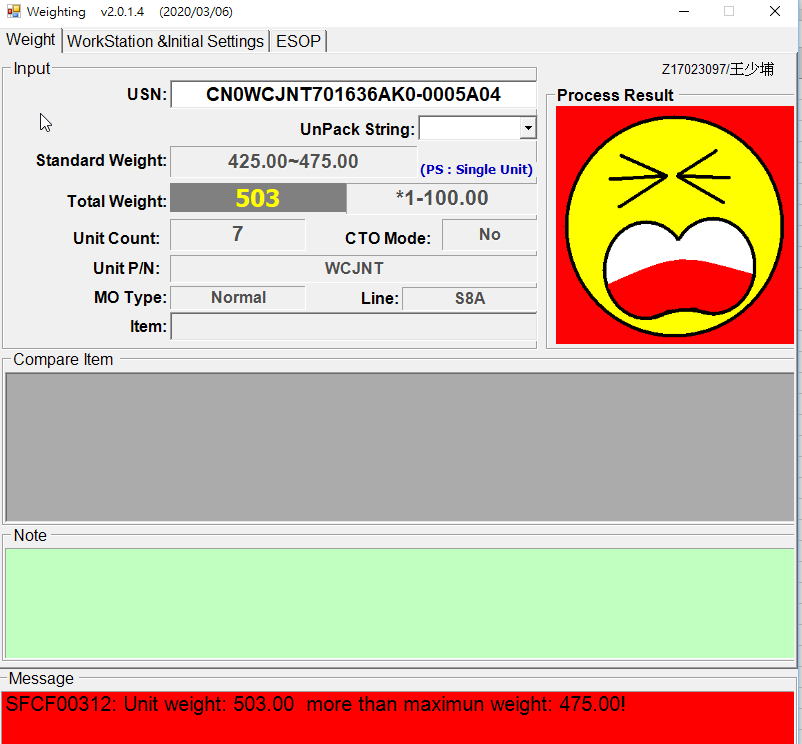 Weighting v2.0.1.4 (2020/03/06)
Weight WorkStation &Initial Settings ESOP
Input
Z17023097/王少埔
USN: CN0WCJNT701636AK0-0005A04
Process Result
UnPack String:
Standard Weight: 425.00~475.00 (PS : Single Unit)
Total Weight: 503 *1-100.00
Unit Count: 7 CTO Mode: No
Unit P/N: WCJNT
MO Type: Normal Line: S8A
Item:
Compare Item
Note
Message
SFCF00312: Unit weight: 503.00 more than maximun weight: 475.00!